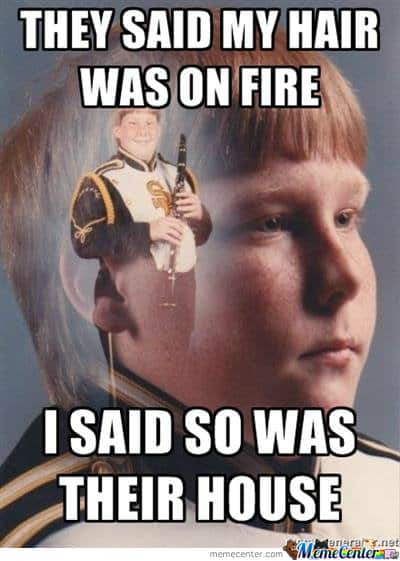 THEY SAID MY HAIR
WAS ON FIRE
I SAID SO WAS
THEIR HOUSE
memecenter.com MemeCenter